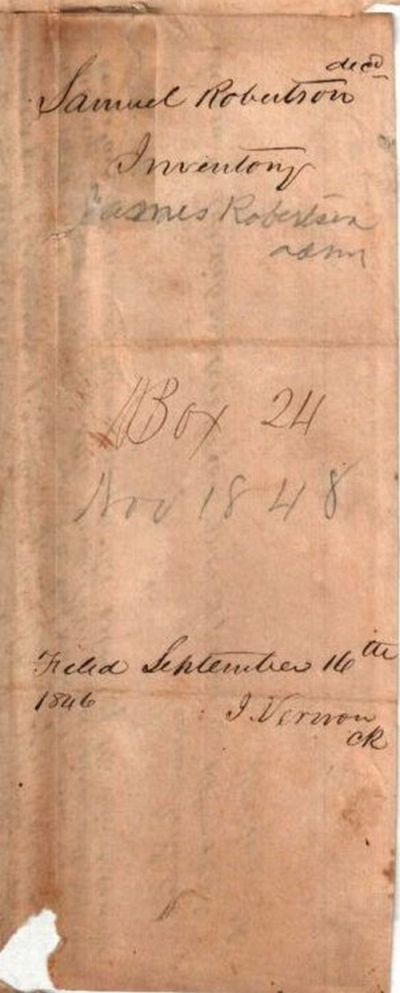 decd
Samuel Robertson
Inventory
James Robertson
adm
Box 24
Nov 1848
Filed September 16th
1846
J. Vernon
CK